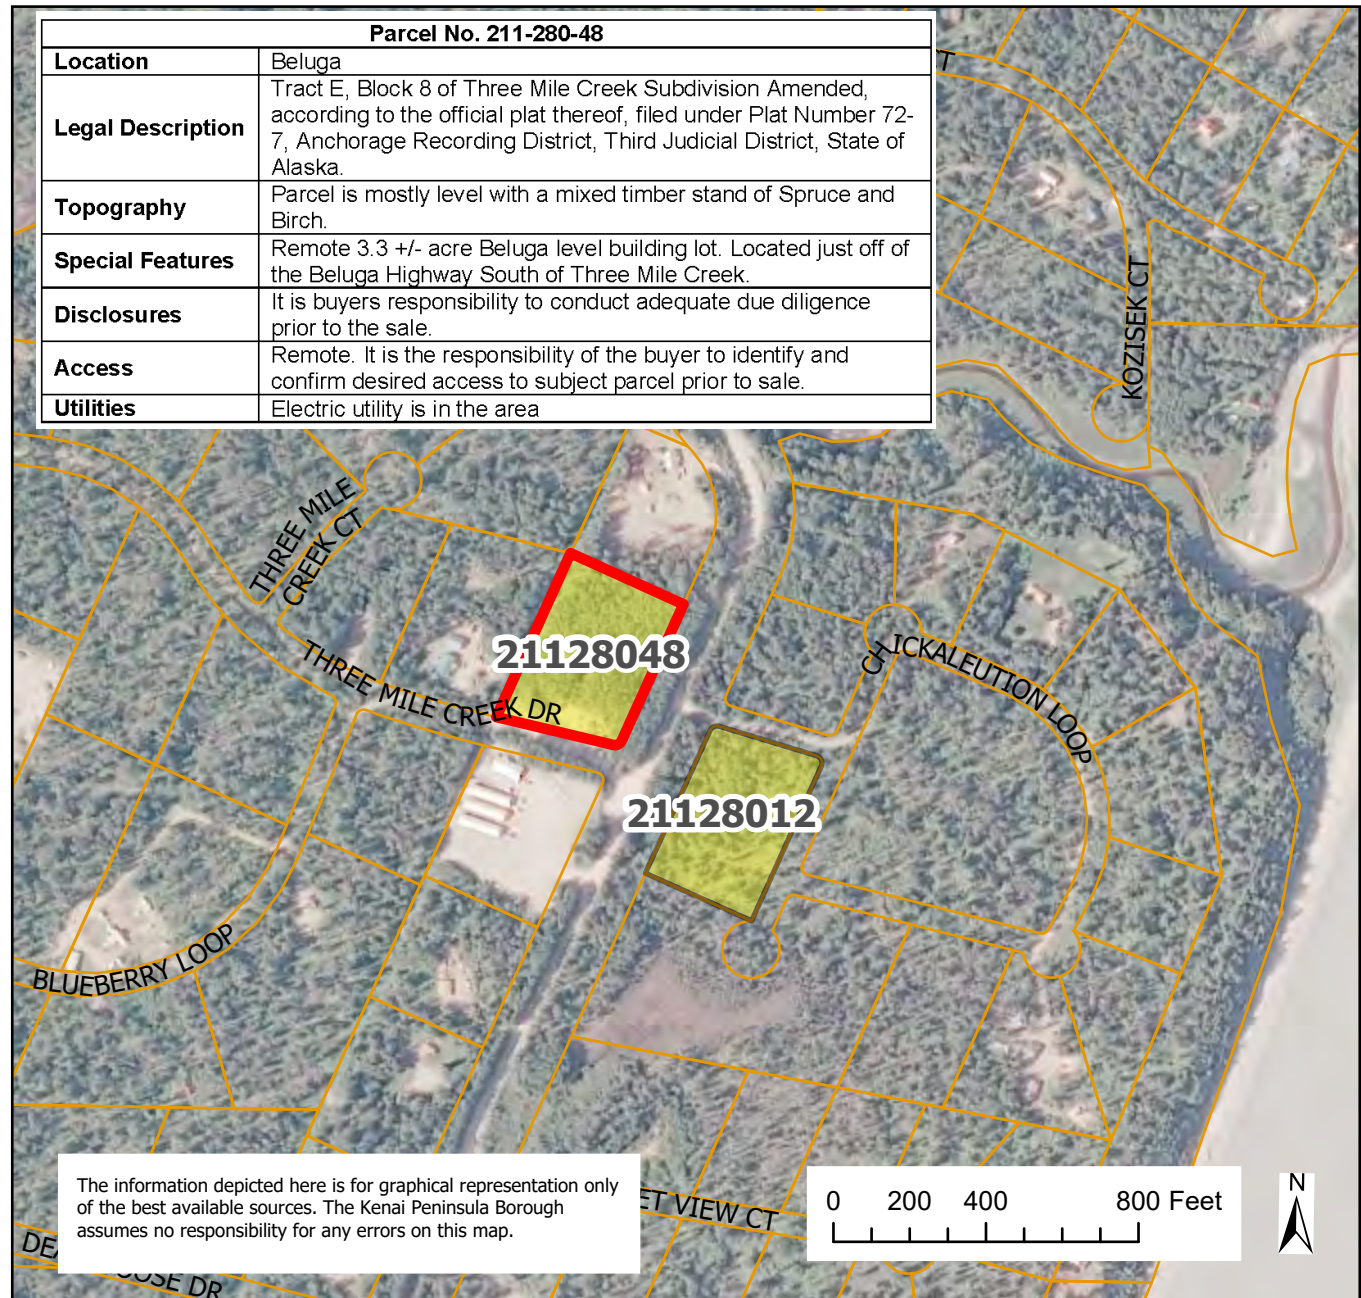 Parcel No. 211-280-48
Location Beluga
Legal Description Tract E, Block 8 of Three Mile Creek Subdivision Amended,
according to the official plat thereof, filed under Plat Number 72-
7, Anchorage Recording District, Third Judicial District, State of
Alaska.
Topography Parcel is mostly level with a mixed timber stand of Spruce and
Birch.
Special Features Remote 3.3 +/- acre Beluga level building lot. Located just off of
the Beluga Highway South of Three Mile Creek.
Disclosures It is buyers responsibility to conduct adequate due diligence
prior to the sale.
Access Remote. It is the responsibility of the buyer to identify and
confirm desired access to subject parcel prior to sale.
Utilities Electric utility is in the area
CT
KOZISEK CT
THREE MILE
CREEK CT
21128048
THREE MILE CREEK DR
CHICKALEUTION LOOP
21128012
BLUEBERRY LOOP
ET VIEW CT
OOSE DR
The information depicted here is for graphical representation only
of the best available sources. The Kenai Peninsula Borough
assumes no responsibility for any errors on this map.
0 200 400 800 Feet
N